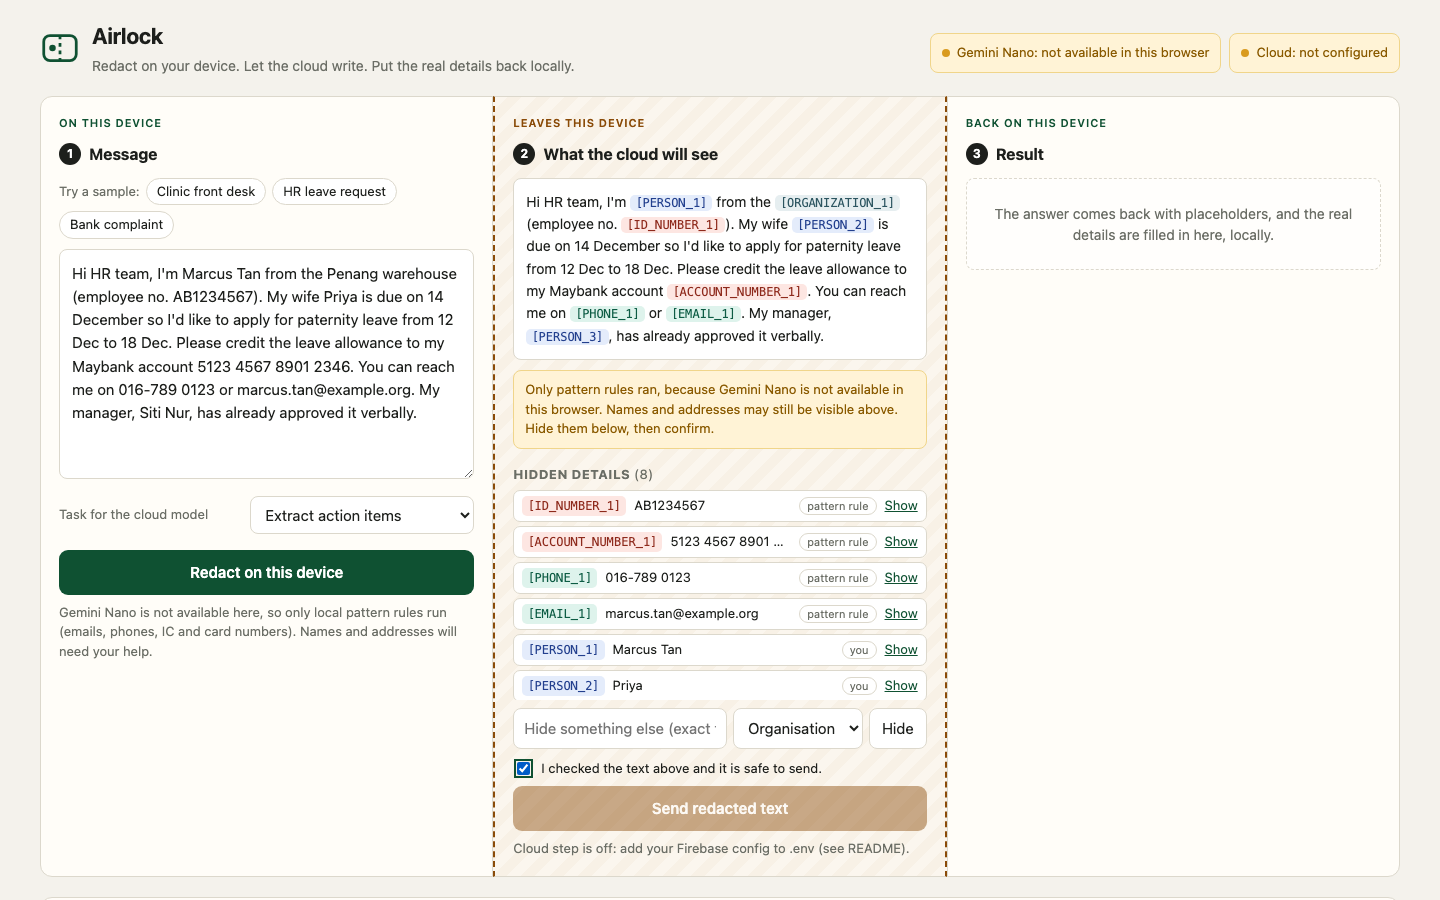 Airlock
Redact on your device. Let the cloud write. Put the real details back locally.
Gemini Nano: not available in this browser
Cloud: not configured
ON THIS DEVICE
1 Message
Try a sample: Clinic front desk HR leave request
Bank complaint
Hi HR team, I'm Marcus Tan from the Penang warehouse
(employee no. AB1234567). My wife Priya is due on 14
December so I'd like to apply for paternity leave from 12
Dec to 18 Dec. Please credit the leave allowance to my
Maybank account 5123 4567 8901 2346. You can reach
me on 016-789 0123 or marcus.tan@example.org. My
manager, Siti Nur, has already approved it verbally.
Task for the cloud model Extract action items
Redact on this device
Gemini Nano is not available here, so only local pattern rules run
(emails, phones, IC and card numbers). Names and addresses will
need your help.
LEAVES THIS DEVICE
2 What the cloud will see
Hi HR team, I'm [PERSON_1] from the [ORGANIZATION_1]
(employee no. [ID_NUMBER_1]). My wife [PERSON_2] is
due on 14 December so I'd like to apply for paternity leave
from 12 Dec to 18 Dec. Please credit the leave allowance to
my Maybank account [ACCOUNT_NUMBER_1]. You can reach
me on [PHONE_1] or [EMAIL_1]. My manager,
[PERSON_3], has already approved it verbally.
Only pattern rules ran, because Gemini Nano is not available in
this browser. Names and addresses may still be visible above.
Hide them below, then confirm.
HIDDEN DETAILS (8)
[ID_NUMBER_1] AB1234567 pattern rule Show
[ACCOUNT_NUMBER_1] 5123 4567 8901 ... pattern rule Show
[PHONE_1] 016-789 0123 pattern rule Show
[EMAIL_1] marcus.tan@example.org pattern rule Show
[PERSON_1] Marcus Tan you Show
[PERSON_2] Priya you Show
Hide something else (exact Organisation Hide
I checked the text above and it is safe to send.
Send redacted text
Cloud step is off: add your Firebase config to .env (see README).
BACK ON THIS DEVICE
3 Result
The answer comes back with placeholders, and the real
details are filled in here, locally.